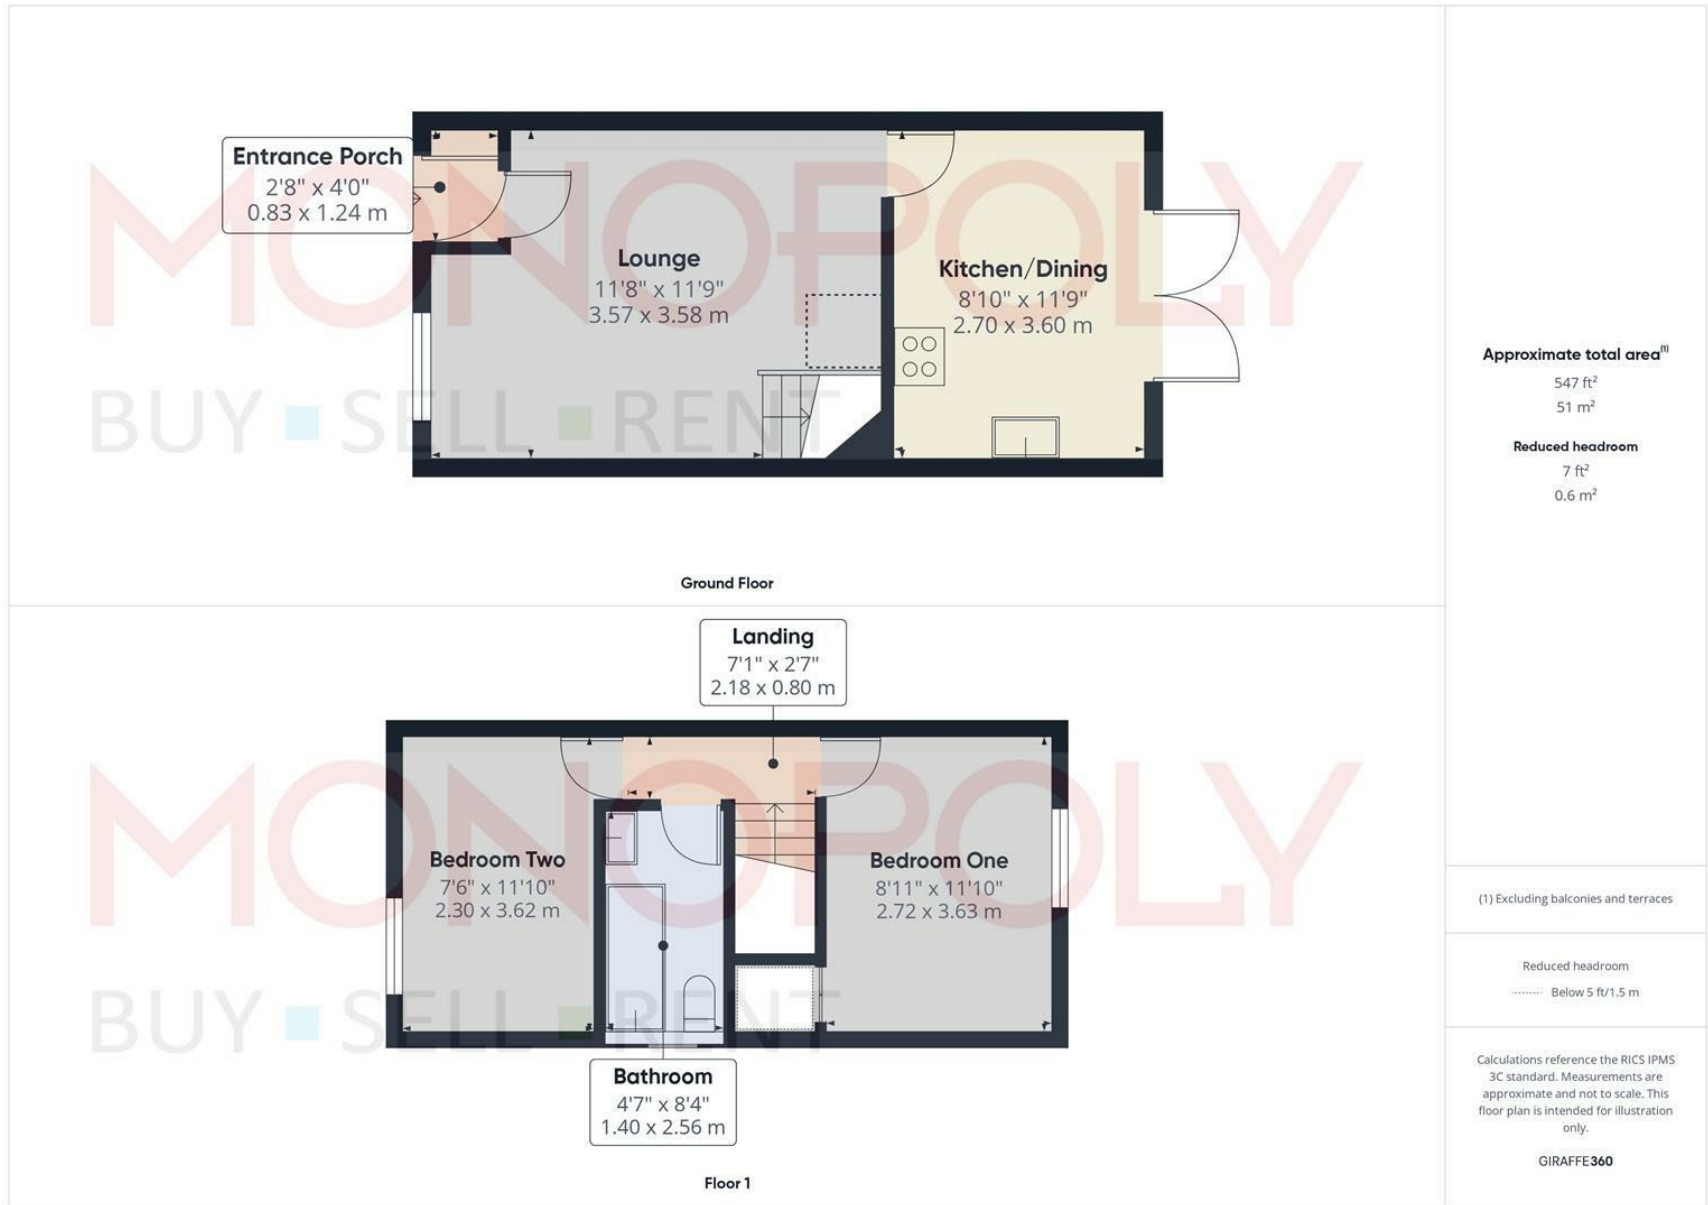 MONOPOLY
BUY SELL RENT
Entrance Porch
2'8" x 4'0"
0.83 x 1.24 m
Lounge
11'8" x 11'9"
3.57 x 3.58 m
Kitchen/Dining
8'10" x 11'9"
2.70 x 3.60 m
Ground Floor
Landing
7'1" x 2'7"
2.18 x 0.80 m
MONOPOLY
BUY SELL RENT
Bedroom Two
7'6" x 11'10"
2.30 x 3.62 m
Bedroom One
8'11" x 11'10"
2.72 x 3.63 m
Bathroom
4'7" x 8'4"
1.40 x 2.56 m
Floor 1
Approximate total area(1)
547 ft²
51 m²
Reduced headroom
7 ft²
0.6 m²
(1) Excluding balconies and terraces
Reduced headroom
Below 5 ft/1.5 m
Calculations reference the RICS IPMS
3C standard. Measurements are
approximate and not to scale. This
floor plan is intended for illustration
only.
GIRAFFE360